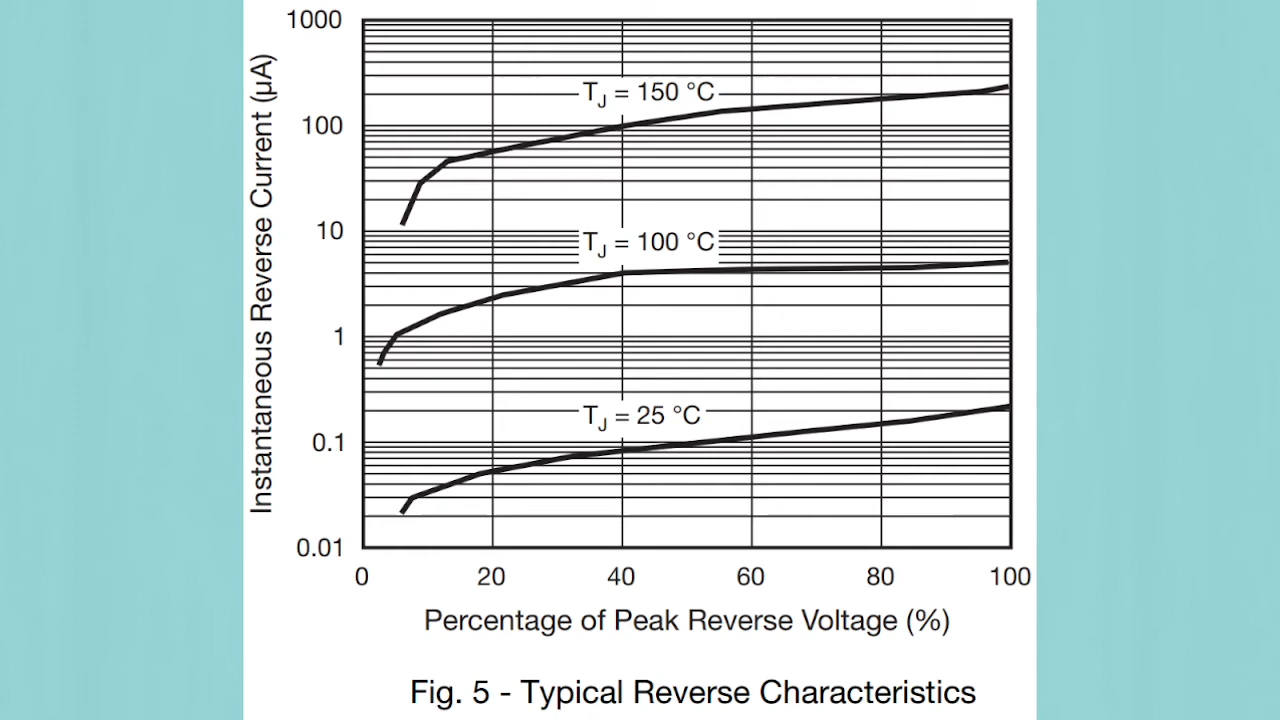 1000
100
10
1
0.1
0.01
Instantaneous Reverse Current (µA)
TJ = 150 °C
TJ = 100 °C
TJ = 25 °C
0 20 40 60 80 100
Percentage of Peak Reverse Voltage (%)
Fig. 5 - Typical Reverse Characteristics